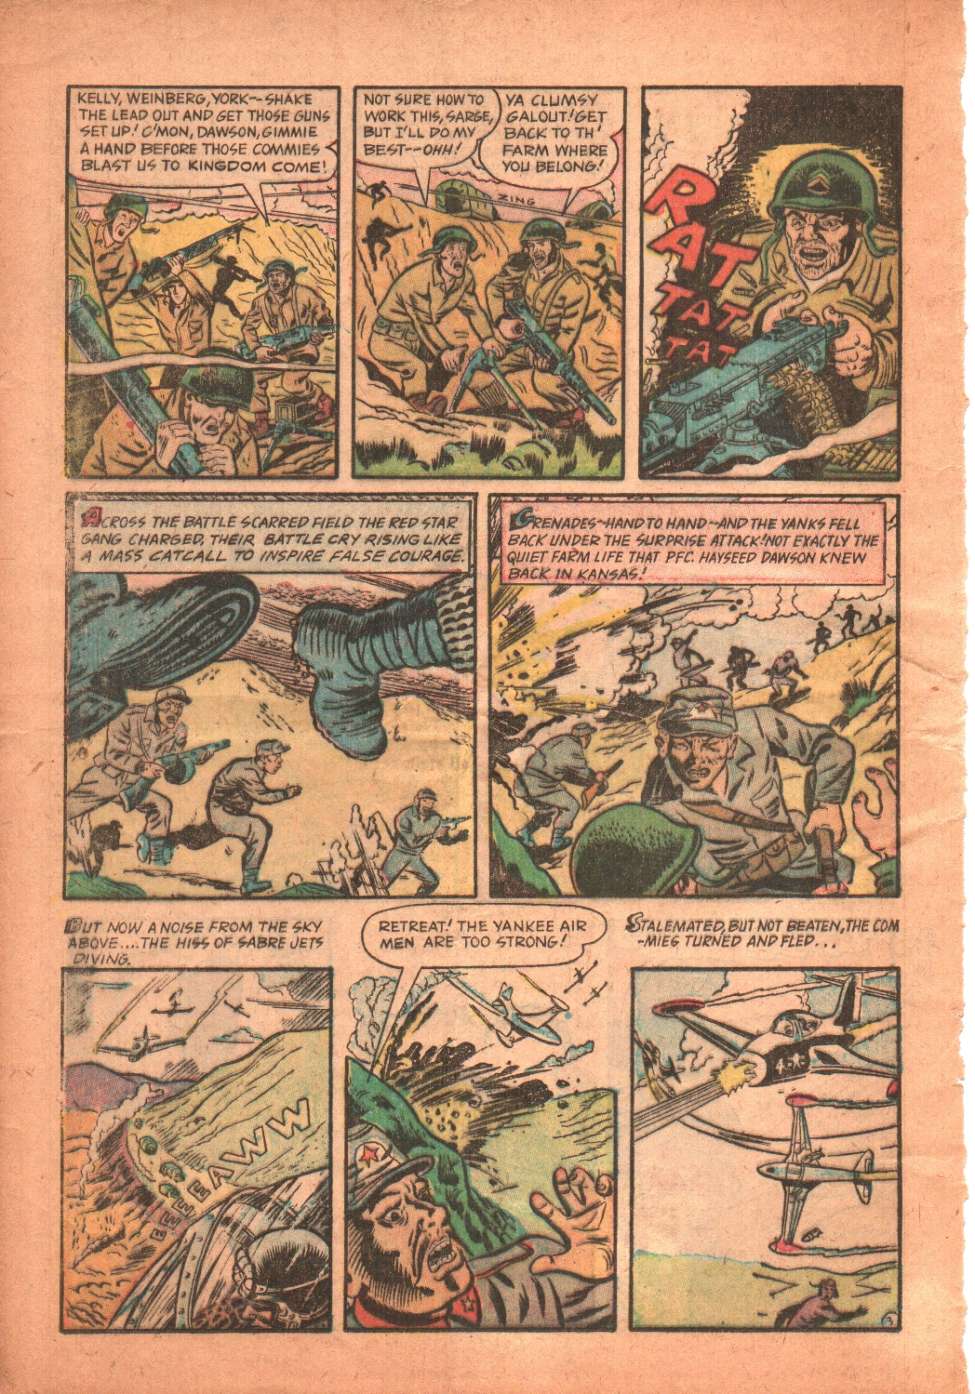 KELLY, WEINBERG, YORK-- SHAKE
THE LEAD OUT AND GET THOSE GUNS
SET UP! C'MON, DAWSON, GIMMIE
A HAND BEFORE THOSE COMMIES
BLAST US TO KINGDOM COME!
NOT SURE HOW TO
WORK THIS, SARGE,
BUT I'LL DO MY
BEST--OHH!
YA CLUMSY
GALOUT! GET
BACK TO TH'
FARM WHERE
YOU BELONG!
ZING
RAT
TAT
TAT
ACROSS THE BATTLE SCARRED FIELD THE RED STAR
GANG CHARGED, THEIR BATTLE CRY RISING LIKE
A MASS CATCALL TO INSPIRE FALSE COURAGE.
GRENADES--HAND TO HAND--AND THE YANKS FELL
BACK UNDER THE SURPRISE ATTACK! NOT EXACTLY THE
QUIET FARM LIFE THAT PFC. HAYSEED DAWSON KNEW
BACK IN KANSAS!
BUT NOW A NOISE FROM THE SKY
ABOVE....THE HISS OF SABRE JETS
DIVING.
EEEEAWW
RETREAT! THE YANKEE AIR
MEN ARE TOO STRONG!
STALEMATED, BUT NOT BEATEN, THE COM
-MIES TURNED AND FLED...
3